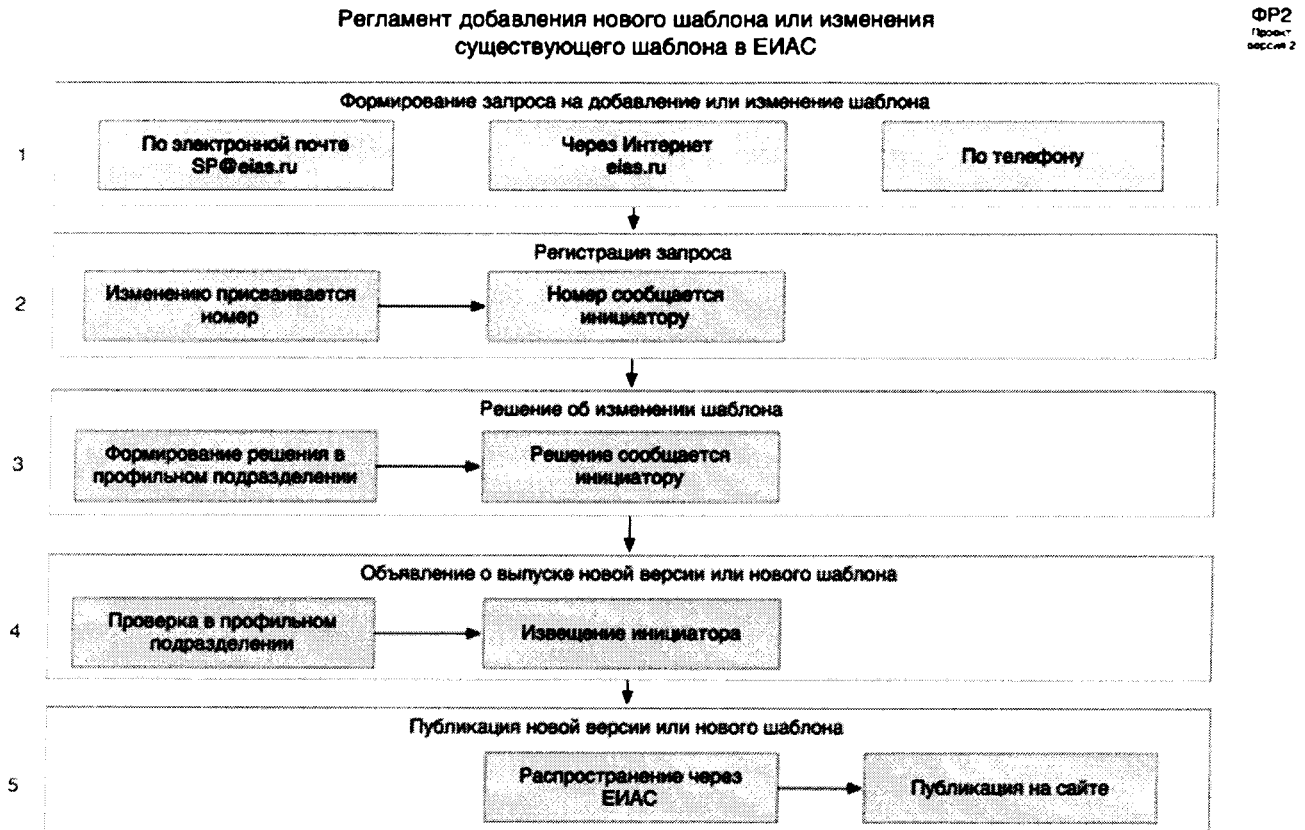 Регламент добавления нового шаблона или изменения
существующего шаблона в ЕИАС
ФР2
Проект
версия 2
Формирование запроса на добавление или изменение шаблона
1
По электронной почте
SP@eias.ru
Через Интернет
eias.ru
По телефону
Регистрация запроса
2
Изменению присваивается
номер
Номер сообщается
инициатору
Решение об изменении шаблона
3
Формирование решения в
профильном подразделении
Решение сообщается
инициатору
Объявление о выпуске новой версии или нового шаблона
4
Проверка в профильном
подразделении
Извещение инициатора
Публикация новой версии или нового шаблона
5
Распространение через
ЕИАС
Публикация на сайте